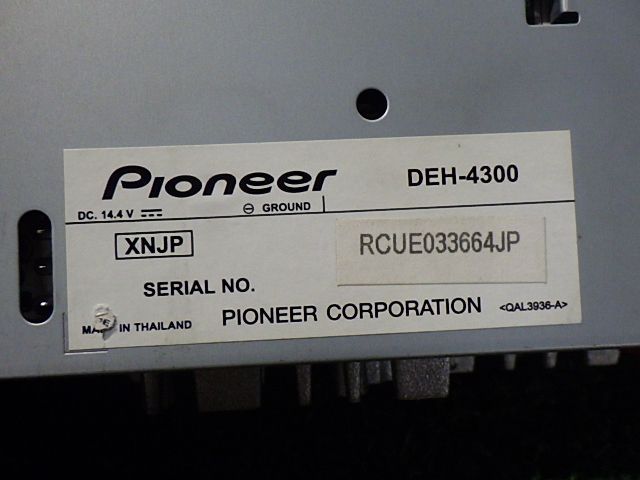 Pioneer DEH-4300
DC. 14.4 V ⊖ GROUND
XNJP RCUE033664JP
SERIAL NO.
IN THAILAND PIONEER CORPORATION <QAL3936-A>